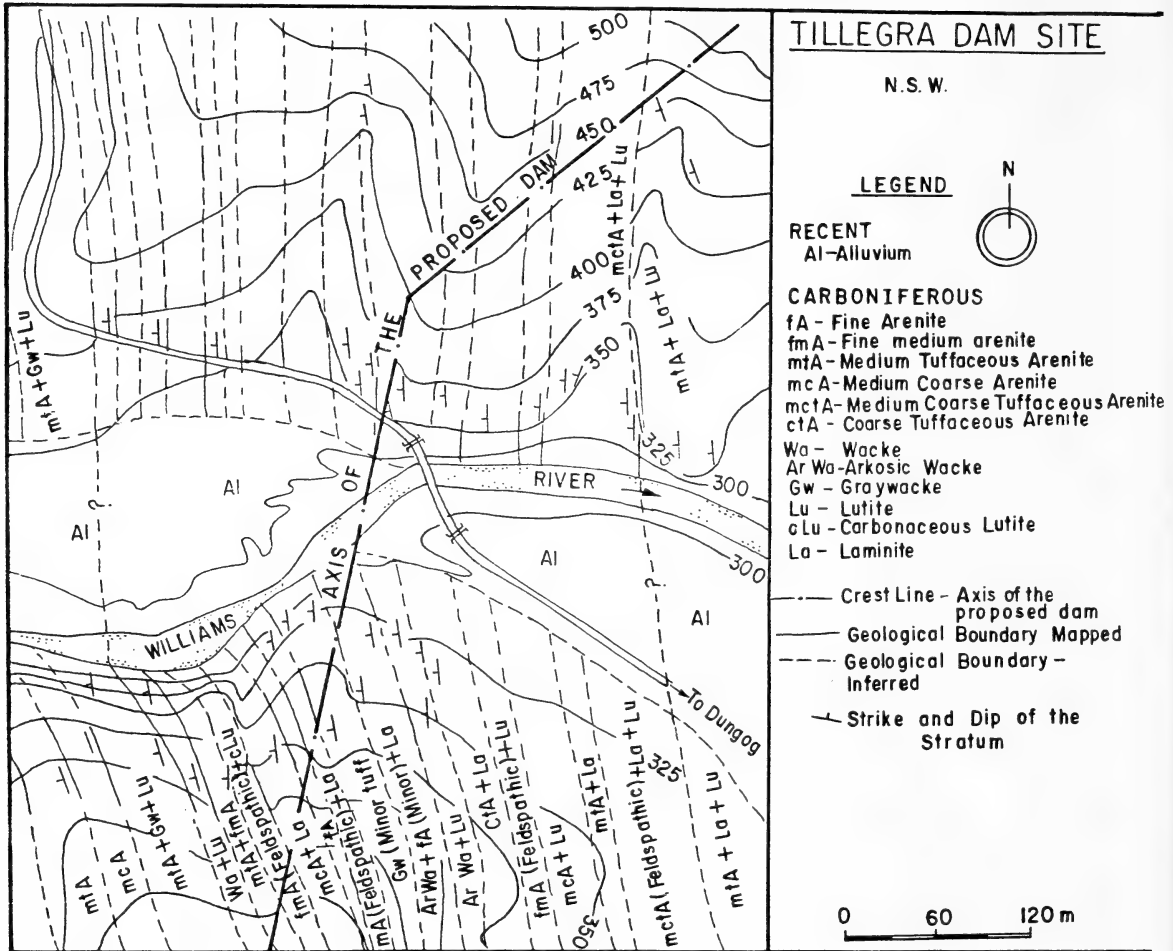 TILLEGRA DAM SITE
N.S.W.
LEGEND
N
RECENT
Al-Alluvium
CARBONIFEROUS
fA - Fine Arenite
fmA - Fine medium arenite
mtA - Medium Tuffaceous Arenite
mcA - Medium Coarse Arenite
mctA - Medium Coarse Tuffaceous Arenite
ctA - Coarse Tuffaceous Arenite
Wa - Wacke
Ar Wa - Arkosic Wacke
Gw - Graywacke
Lu - Lutite
cLu - Carbonaceous Lutite
La - Laminite
Crest Line - Axis of the
proposed dam
Geological Boundary Mapped
Geological Boundary -
Inferred
Strike and Dip of the
Stratum
0 60 120 m
500
475
450
425
400
375
350
325
300
300
325
350
AXIS OF THE PROPOSED DAM
mctA + La + Lu
mtA + La + Lu
mtA + Gw + Lu
WILLIAMS RIVER
Al
Al
Al
Al
?
?
To Dungog
mtA
mcA
mtA + Gw + Lu
Wa + Lu
mtA + fmA
(Feldspathic) + cLu
fmA + La
mcA + Lu
fA + La
mA (Feldspathic) + La
Gw (Minor tuff
(Minor) + La
ArWa + fA
Ar Wa + Lu
CtA + La
fmA (Feldspathic) + Lu
mcA + Lu
mtA + La
mctA (Feldspathic) + La + Lu
mtA + La + Lu